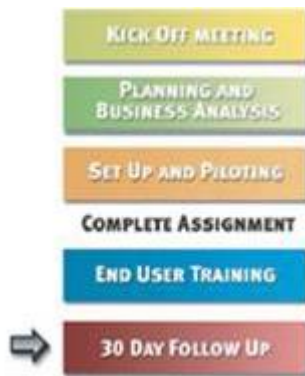 KICK OFF MEETING
PLANNING AND
BUSINESS ANALYSIS
SET UP AND PILOTING
COMPLETE ASSIGNMENT
END USER TRAINING
30 DAY FOLLOW UP